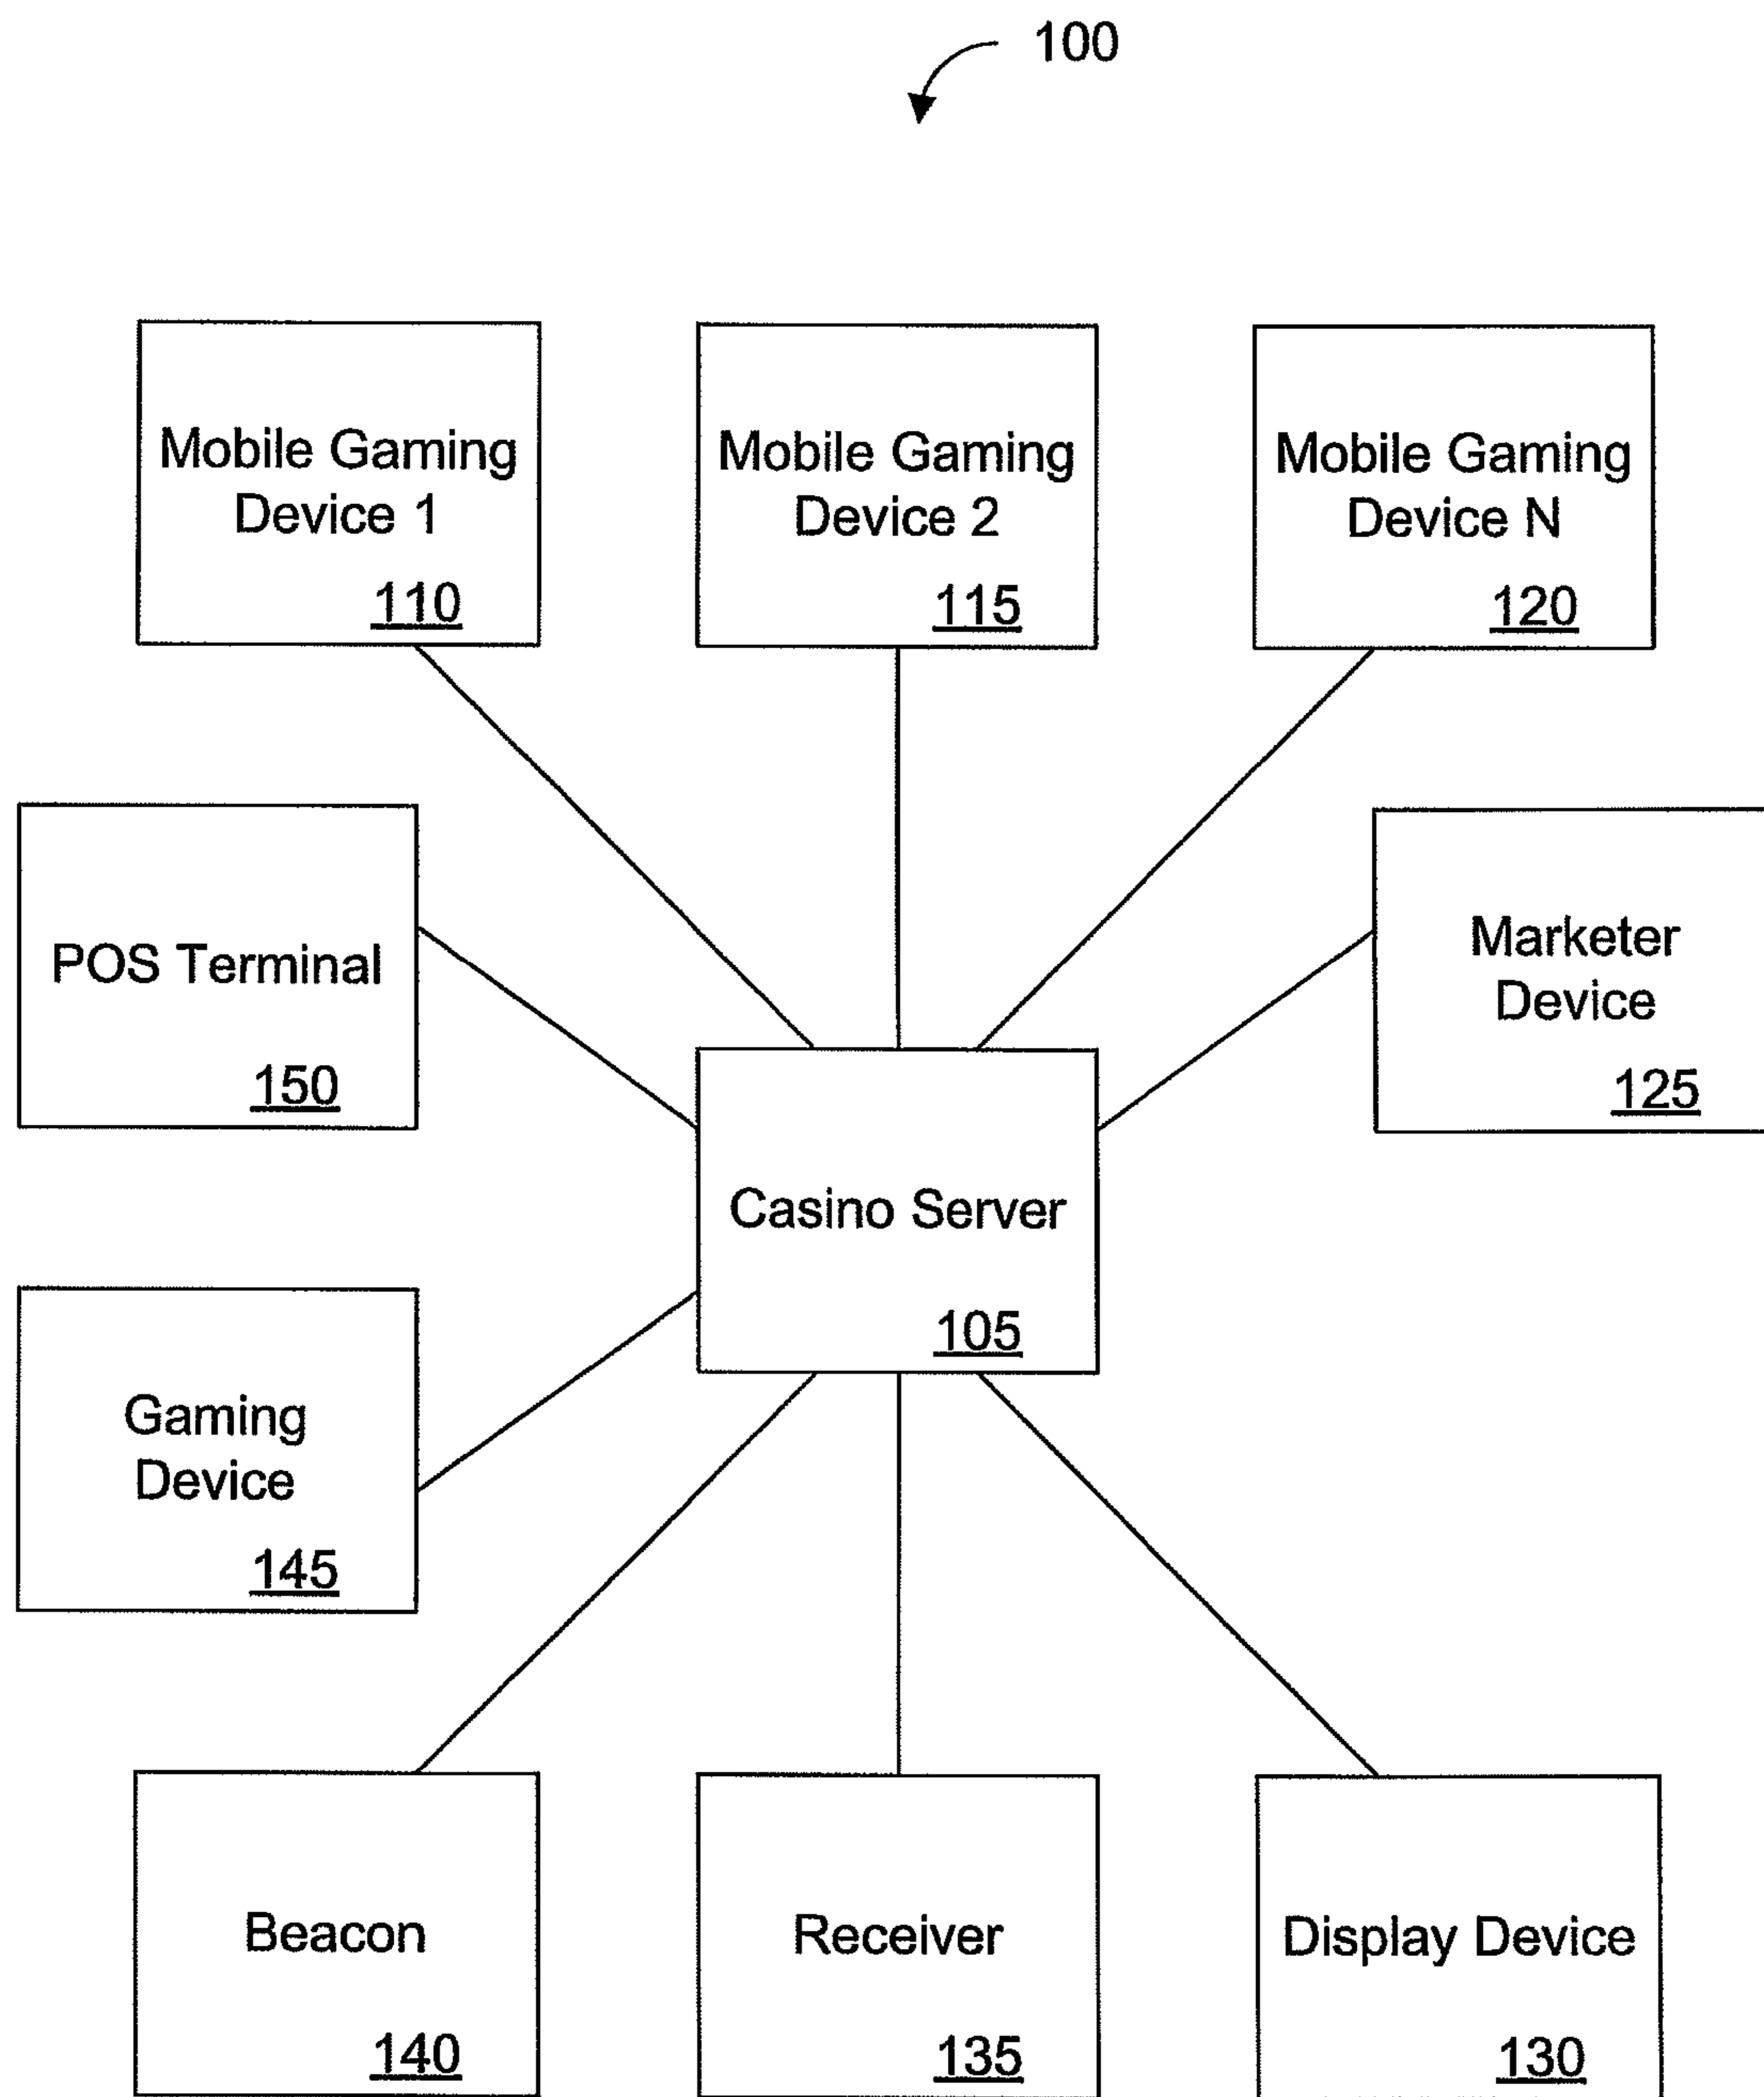 100
Mobile Gaming
Device 1
110
Mobile Gaming
Device 2
115
Mobile Gaming
Device N
120
POS Terminal
150
Marketer
Device
125
Casino Server
105
Gaming
Device
145
Beacon
140
Receiver
135
Display Device
130